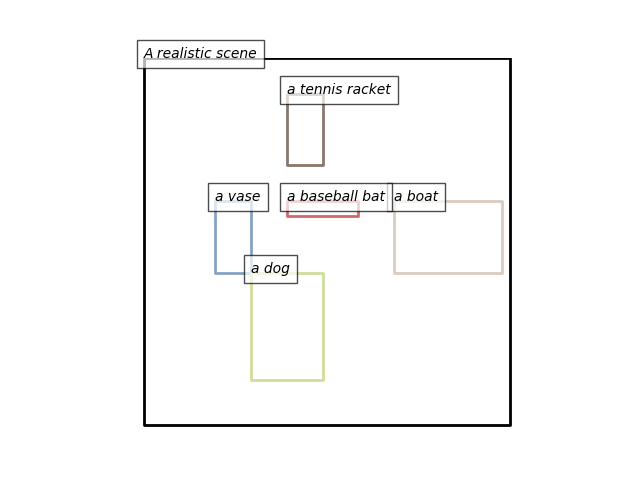 A realistic scene
a tennis racket
a vase
a baseball bat
a boat
a dog